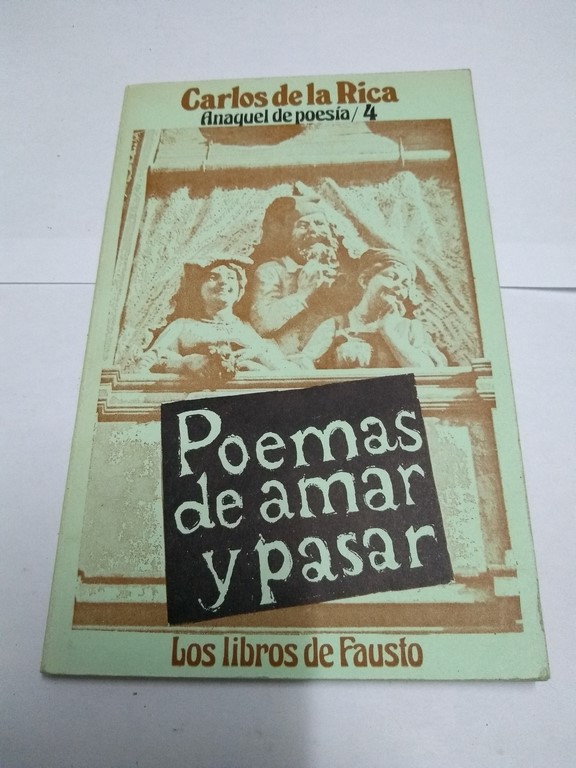 Carlos de la Rica
Anaquel de poesía / 4
Poemas
de amar
y pasar
Los libros de Fausto